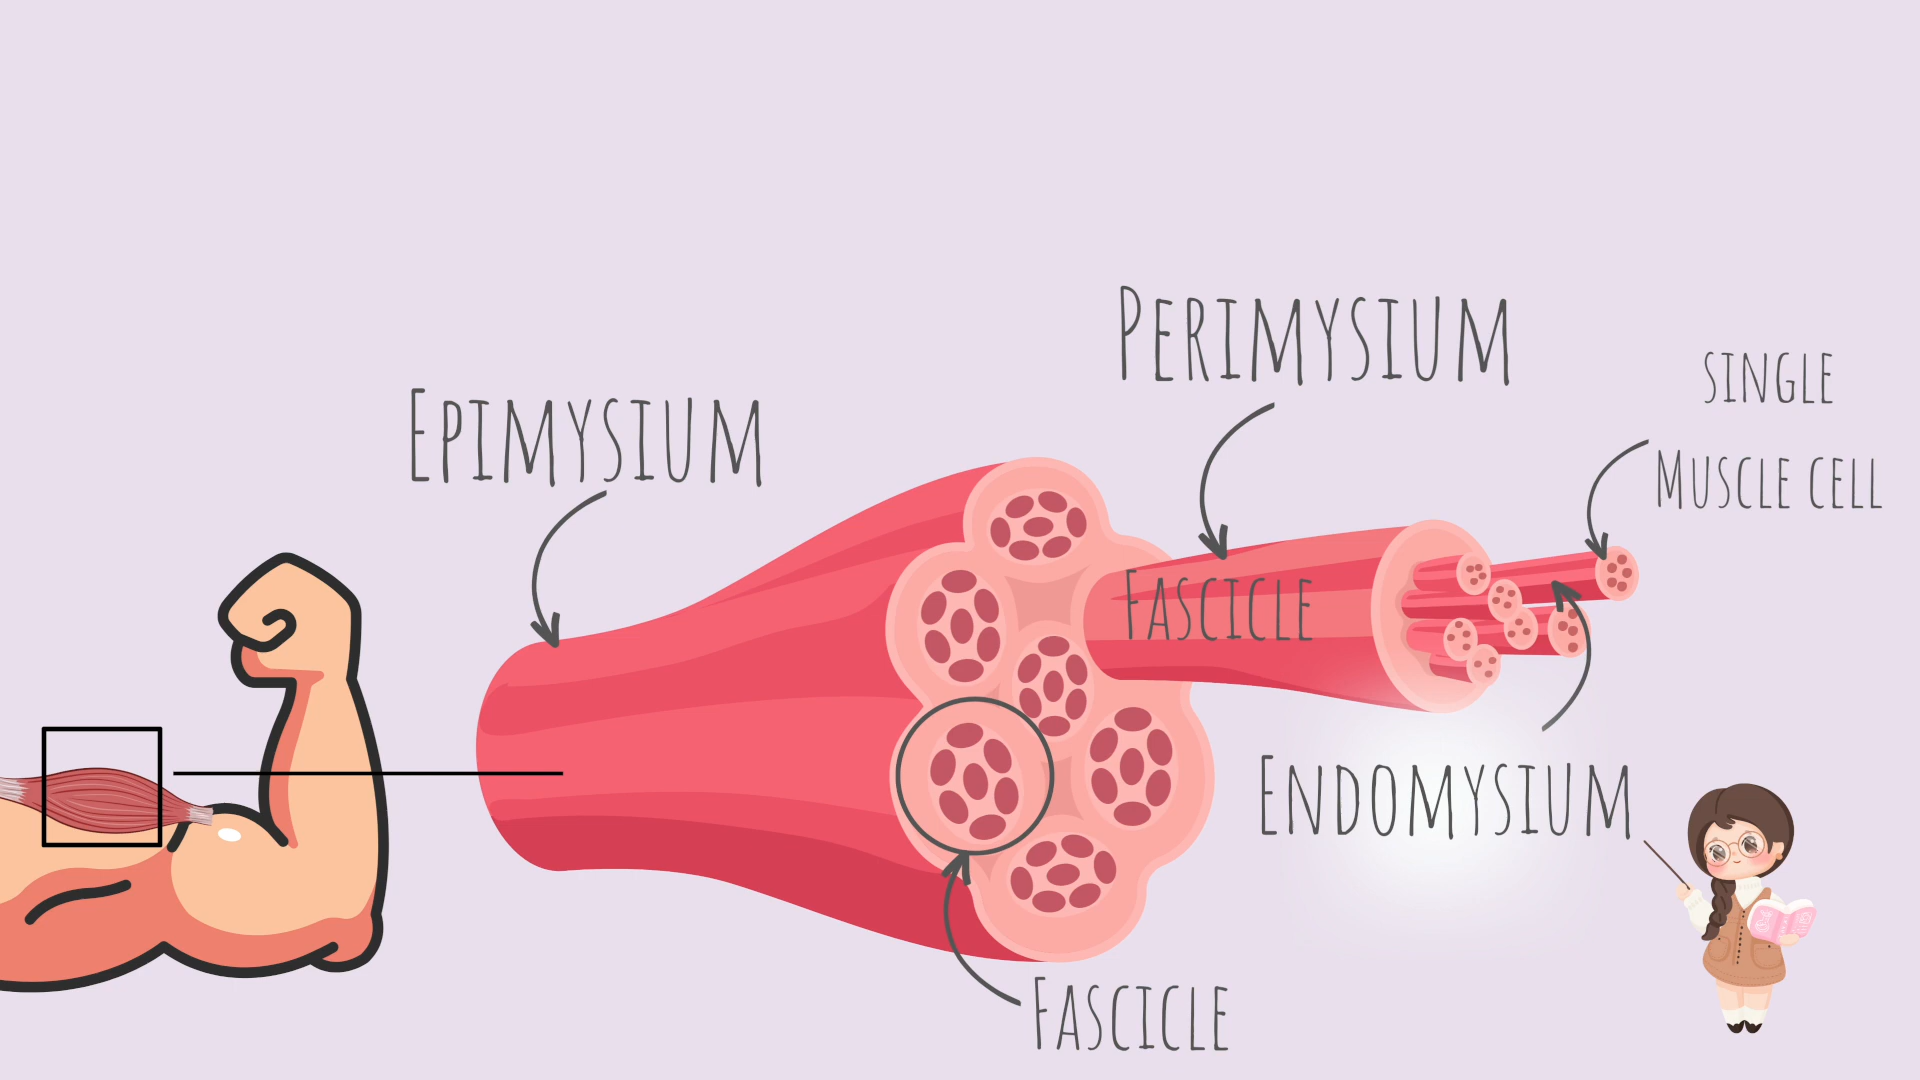 Perimysium
single
Muscle cell
Epimysium
Fascicle
Endomysium
Fascicle